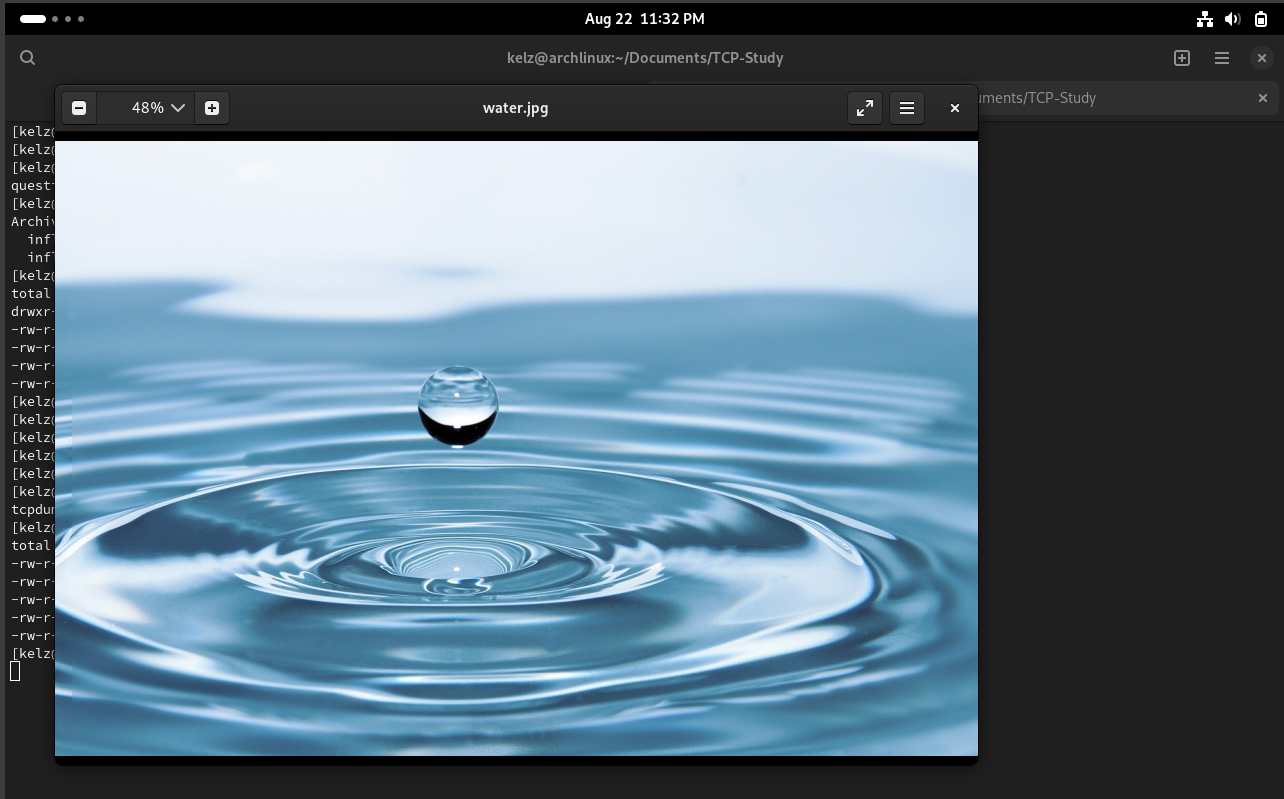 Aug 22 11:32 PM
kelz@archlinux:~/Documents/TCP-Study
48%
water.jpg
uments/TCP-Study
[kelz@
[kelz@
[kelz@
quest
[kelz@
Archiv
inf
inf
[kelz@
total
drwxr-
-rw-r-
-rw-r-
-rw-r-
-rw-r-
[kelz@
[kelz@
[kelz@
[kelz@
[kelz@
[kelz@
tcpdum
[kelz@
total
-rw-r-
-rw-r-
-rw-r-
-rw-r-
-rw-r-
[kelz@